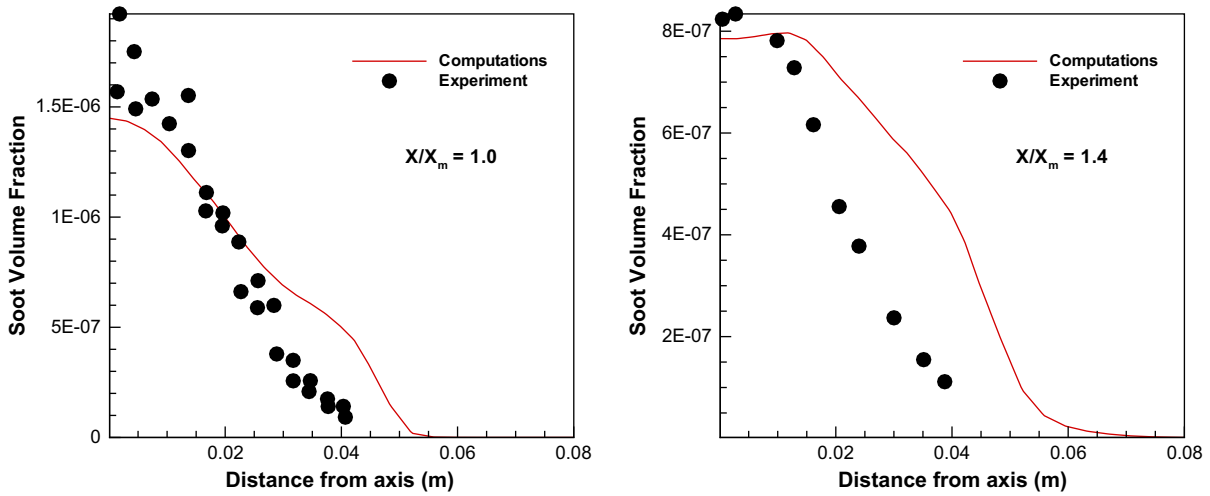 Computations
Experiment
X/Xm = 1.0
1.5E-06
1E-06
5E-07
0
0.02
0.04
0.06
0.08
Soot Volume Fraction
Distance from axis (m)
Computations
Experiment
X/Xm = 1.4
8E-07
6E-07
4E-07
2E-07
0.02
0.04
0.06
0.08
Soot Volume Fraction
Distance from axis (m)